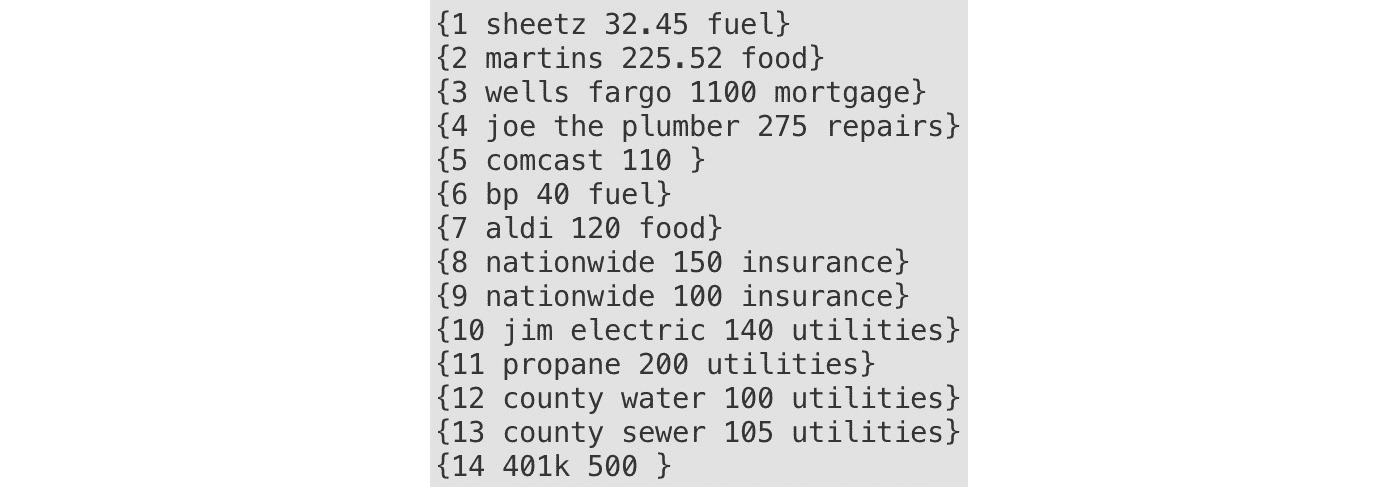 {1 sheetz 32.45 fuel}
{2 martins 225.52 food}
{3 wells fargo 1100 mortgage}
{4 joe the plumber 275 repairs}
{5 comcast 110 }
{6 bp 40 fuel}
{7 aldi 120 food}
{8 nationwide 150 insurance}
{9 nationwide 100 insurance}
{10 jim electric 140 utilities}
{11 propane 200 utilities}
{12 county water 100 utilities}
{13 county sewer 105 utilities}
{14 401k 500 }